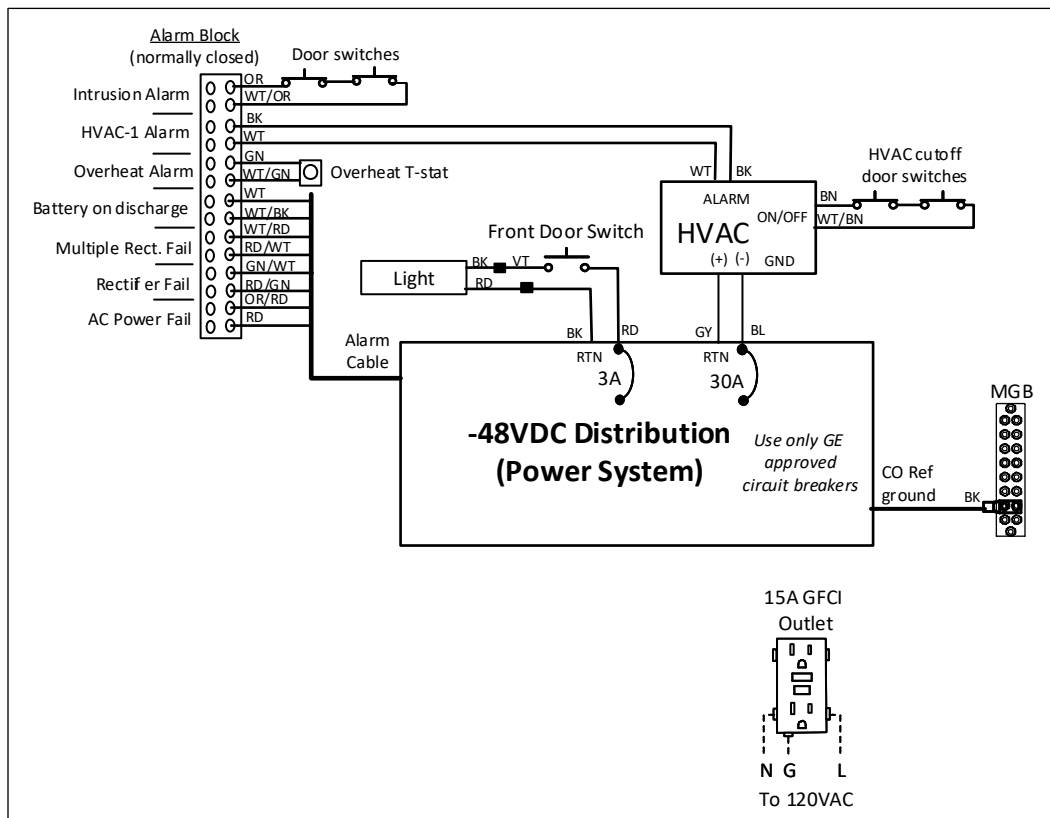 Alarm Block
(normally closed)
Intrusion Alarm
OR
WT/OR
Door switches
HVAC-1 Alarm
BK
WT
Overheat Alarm
GN
WT/GN
Overheat T-stat
Battery on discharge
WT
WT/BK
Multiple Rect. Fail
WT/RD
RD/WT
Rectifier Fail
GN/WT
RD/GN
AC Power Fail
OR/RD
RD
Alarm
Cable
WT
BK
ALARM
HVAC
ON/OFF
(+)
(-)
GND
BN
WT/BN
HVAC cutoff
door switches
Front Door Switch
Light
BK
VT
RD
BK
RD
GY
BL
RTN
3A
RTN
30A
-48VDC Distribution
(Power System)
Use only GE
approved
circuit breakers
CO Ref
ground
BK
MGB
15A GFCI
Outlet
N G L
To 120VAC